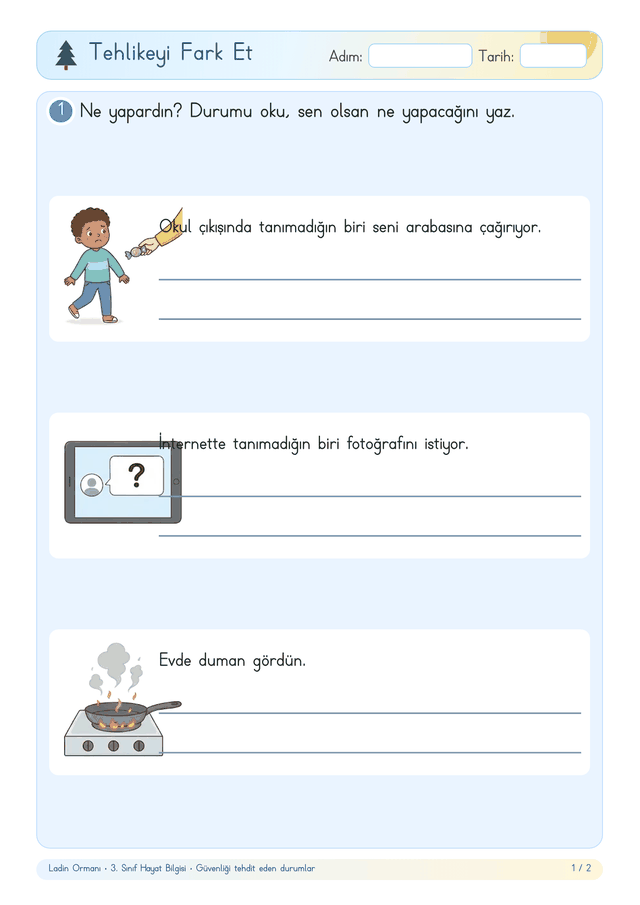 Tehlikeyi Fark Et
Adım:
Tarih:
1 Ne yapardın? Durumu oku, sen olsan ne yapacağını yaz.
Okul çıkışında tanımadığın biri seni arabasına çağırıyor.
İnternette tanımadığın biri fotoğrafını istiyor.
?
Evde duman gördün.
Ladin Ormanı • 3. Sınıf Hayat Bilgisi • Güvenliği tehdit eden durumlar
1 / 2